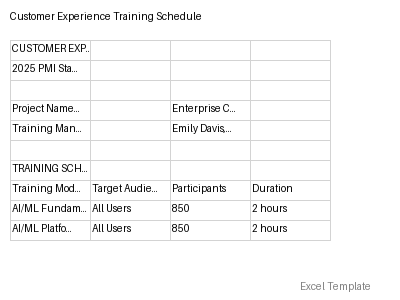 Customer Experience Training Schedule
CUSTOMER EXP..
2025 PMI Sta...
Project Name... Enterprise C...
Training Man... Emily Davis,...
TRAINING SCH...
Training Mod... Target Audie... Participants Duration
AI/ML Fundam... All Users 850 2 hours
AI/ML Platfo... All Users 850 2 hours
Excel Template